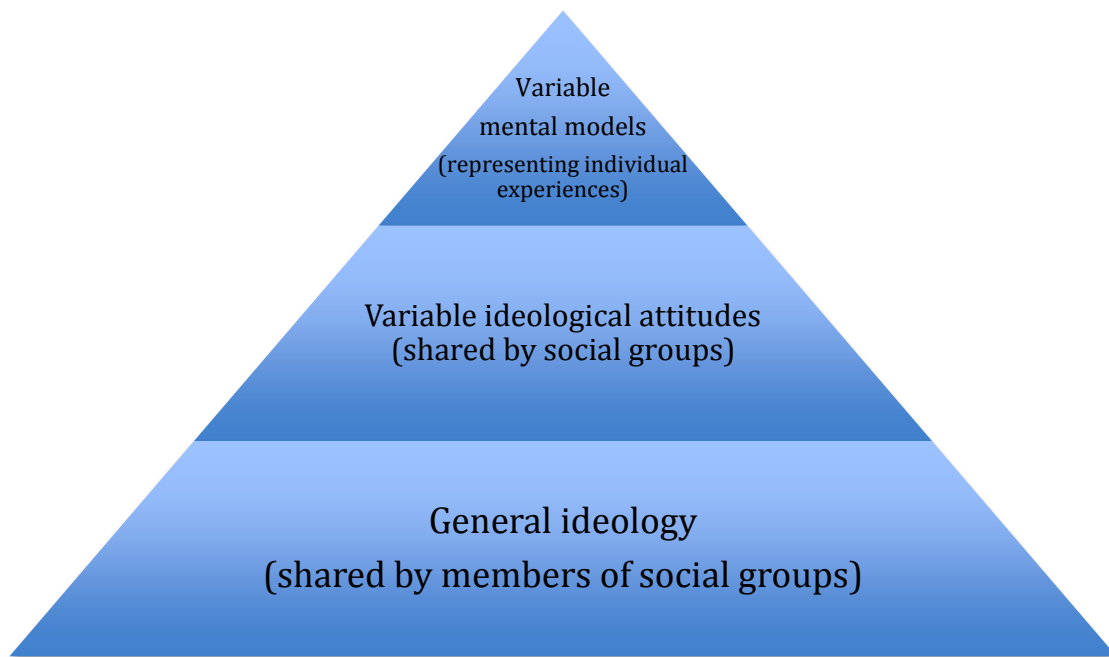 Variable
mental models
(representing individual
experiences)
Variable ideological attitudes
(shared by social groups)
General ideology
(shared by members of social groups)